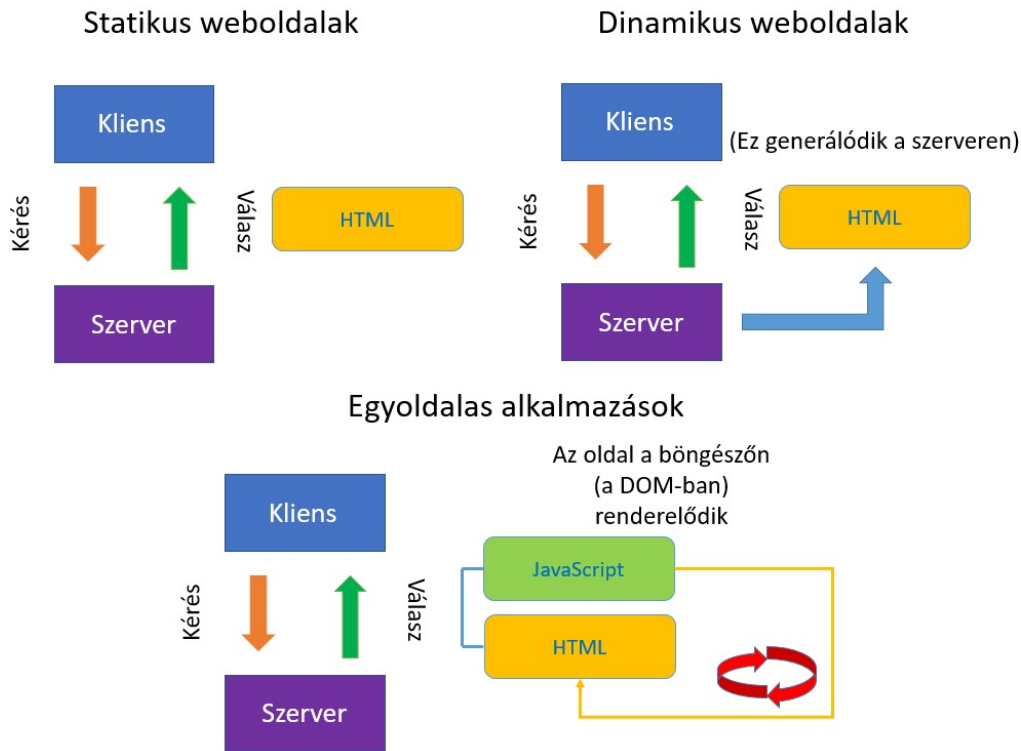 Statikus weboldalak
Kliens
Kérés
Válasz
HTML
Szerver
Dinamikus weboldalak
Kliens
(Ez generálódik a szerveren)
Kérés
Válasz
HTML
Szerver
Egyoldalas alkalmazások
Kliens
Kérés
Válasz
Szerver
Az oldal a böngészőn
(a DOM-ban)
renderelődik
JavaScript
HTML